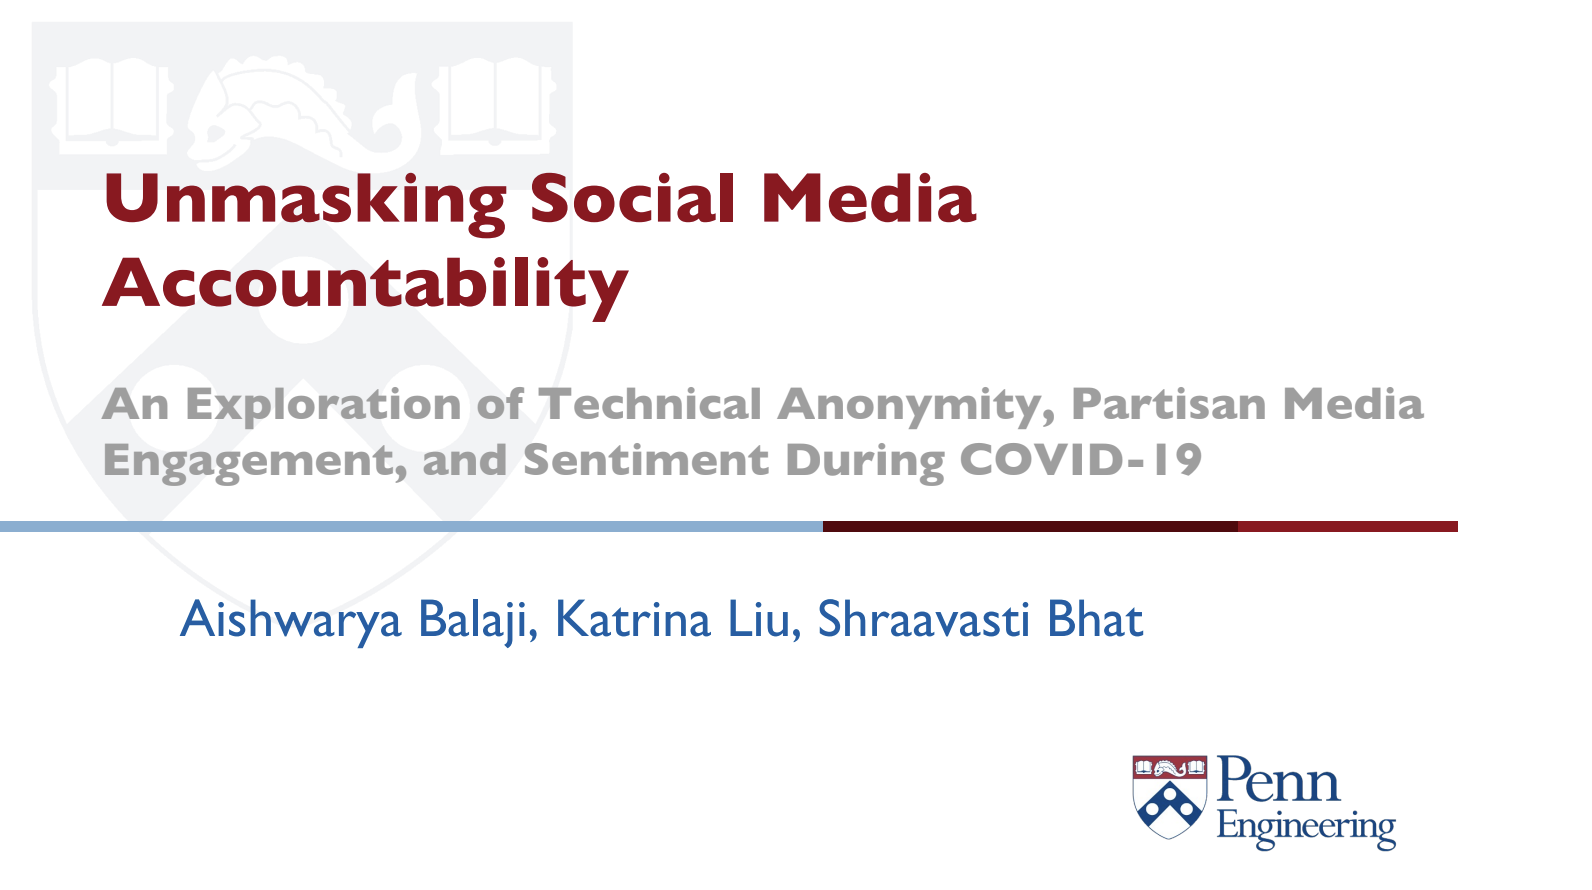 Unmasking Social Media
Accountability
An Exploration of Technical Anonymity, Partisan Media
Engagement, and Sentiment During COVID-19
Aishwarya Balaji, Katrina Liu, Shraavasti Bhat
Penn
Engineering